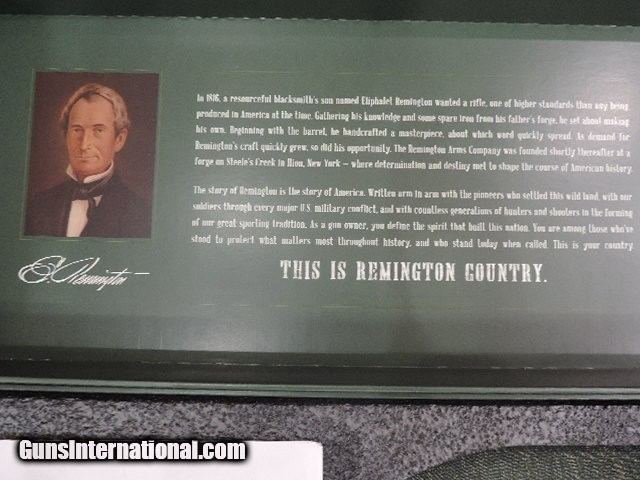 In 1816, a resourceful blacksmith's son named Eliphalet Remington wanted a rifle, one of higher standards than any being
produced in America at the time. Gathering his knowledge and some spare iron from his father's forge, he set about making
his own. Beginning with the barrel, he handcrafted a masterpiece, about which word quickly spread. As demand for
Remington's craft quickly grew, so did his opportunity. The Remington Arms Company was founded shortly thereafter at a
forge on Steele's Creek in Ilion, New York – where determination and destiny met to shape the course of American history.
The story of Remington is the story of America. Written arm in arm with the pioneers who settled this wild land, with our
soldiers through every major U.S. military conflict, and with countless generations of hunters and shooters in the forming
of our great sporting tradition. As a gun owner, you define the spirit that built this nation. You are among those who've
stood to protect what matters most throughout history, and who stand today when called. This is your country.
E. Remington
THIS IS REMINGTON COUNTRY.
GunsInternational.com